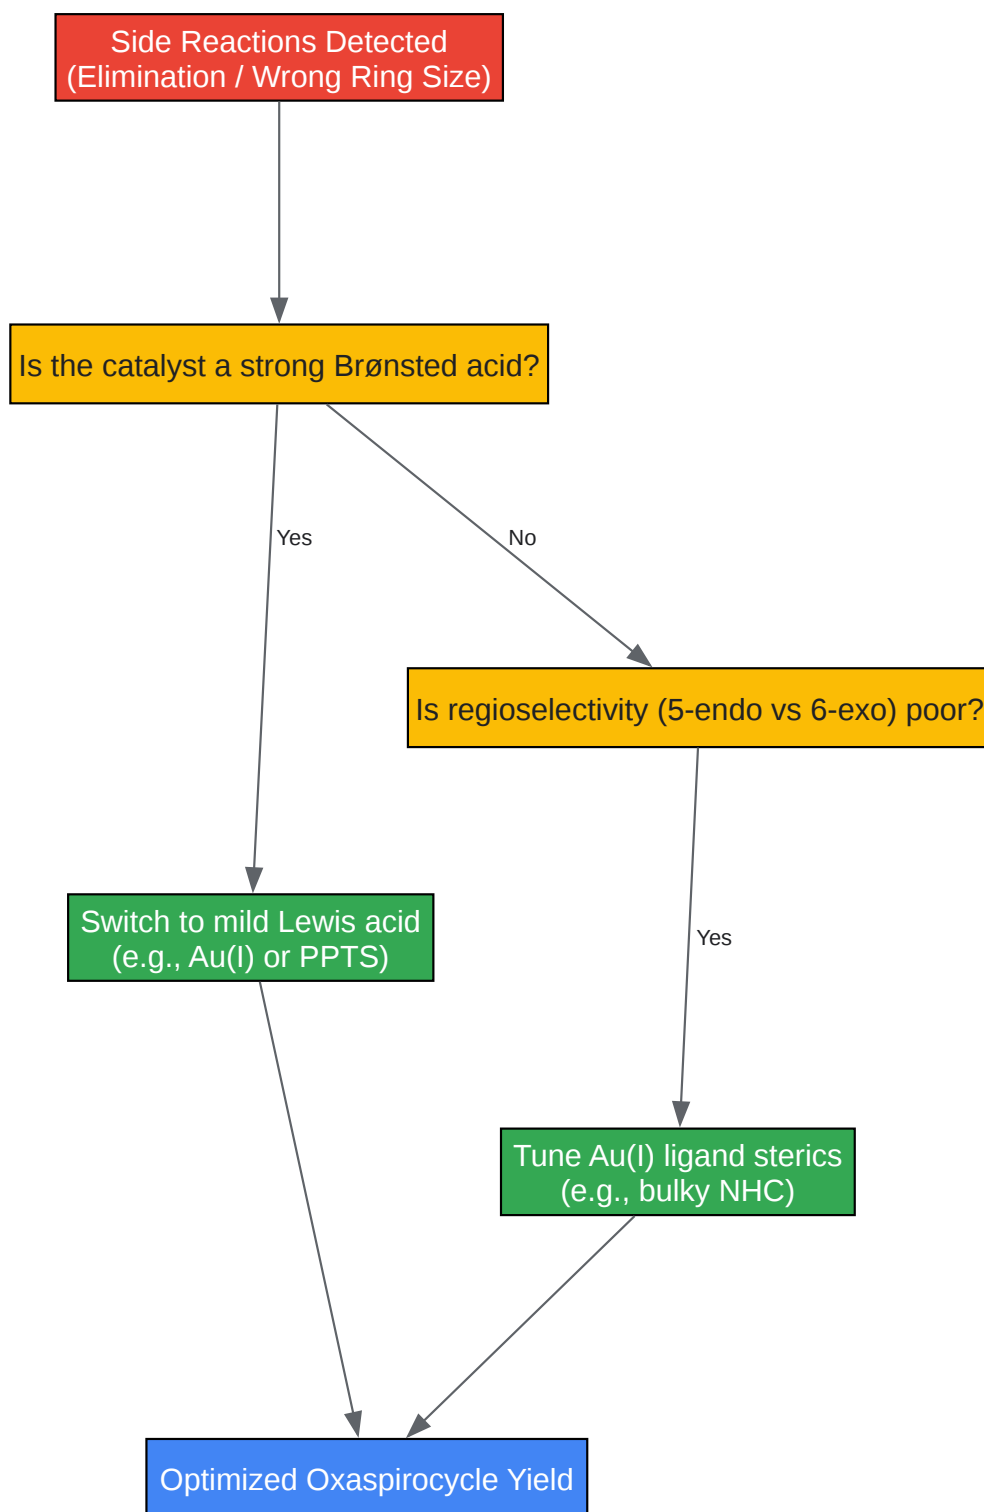 Side Reactions Detected
(Elimination / Wrong Ring Size)
Is the catalyst a strong Brønsted acid?
Yes
No
Is regioselectivity (5-endo vs 6-exo) poor?
Switch to mild Lewis acid
(e.g., Au(I) or PPTS)
Yes
Tune Au(I) ligand sterics
(e.g., bulky NHC)
Optimized Oxaspirocycle Yield